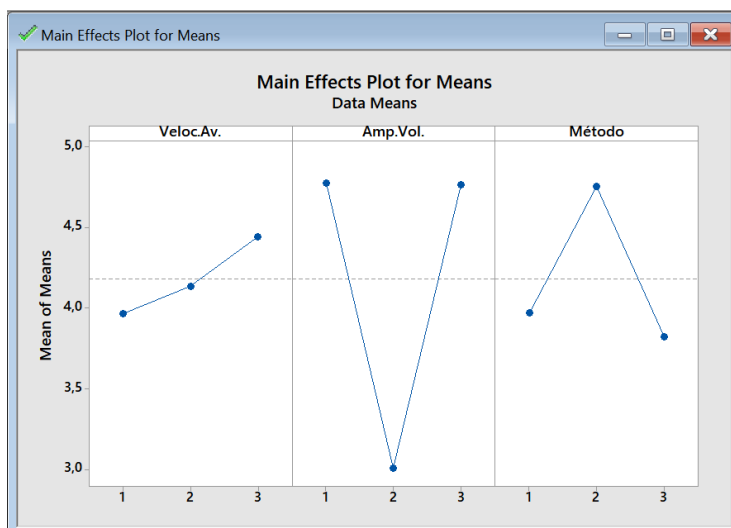 Main Effects Plot for Means
Main Effects Plot for Means
Data Means
Veloc.Av. Amp.Vol. Método
5,0
4,5
4,0
3,5
3,0
Mean of Means
1 2 3 1 2 3 1 2 3